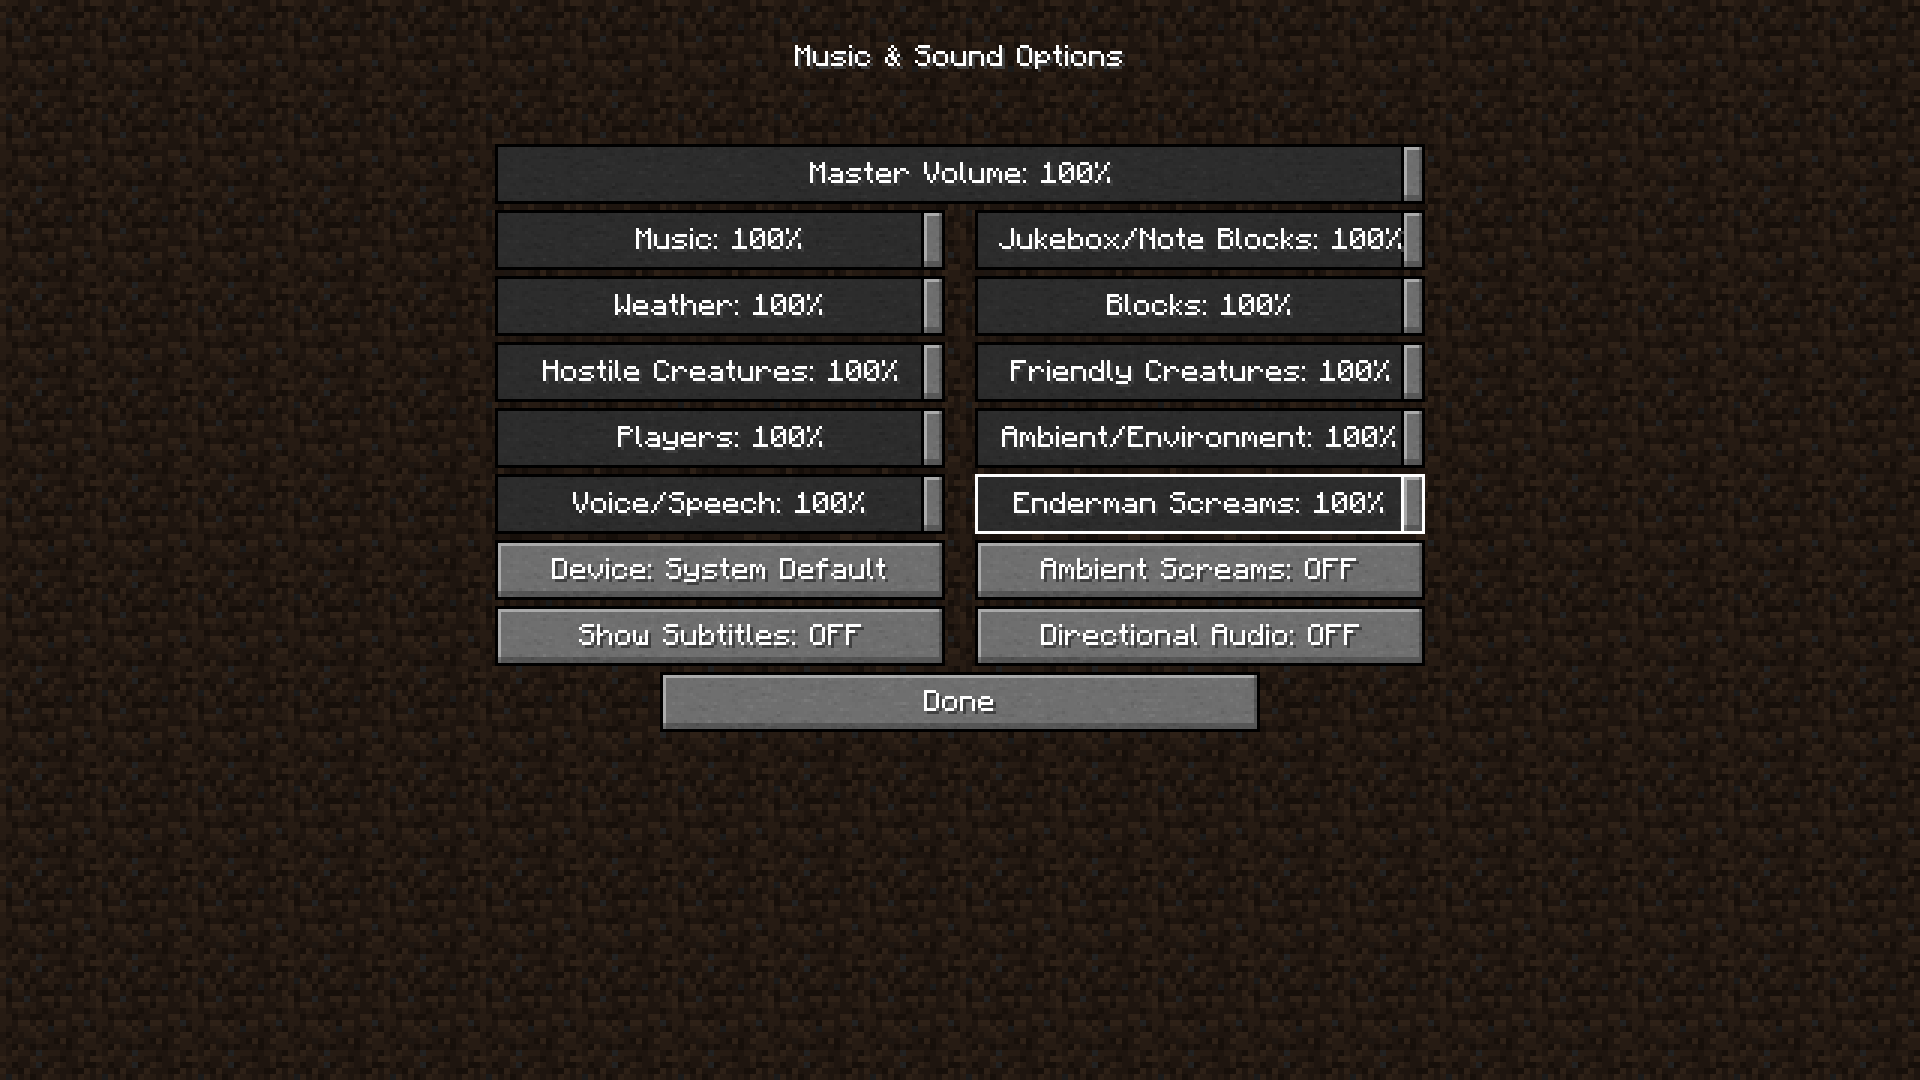 Music & Sound Options
Master Volume: 100%
Music: 100%
Jukebox/Note Blocks: 100%
Weather: 100%
Blocks: 100%
Hostile Creatures: 100%
Friendly Creatures: 100%
Players: 100%
Ambient/Environment: 100%
Voice/Speech: 100%
Enderman Screams: 100%
Device: System Default
Ambient Screams: OFF
Show Subtitles: OFF
Directional Audio: OFF
Done